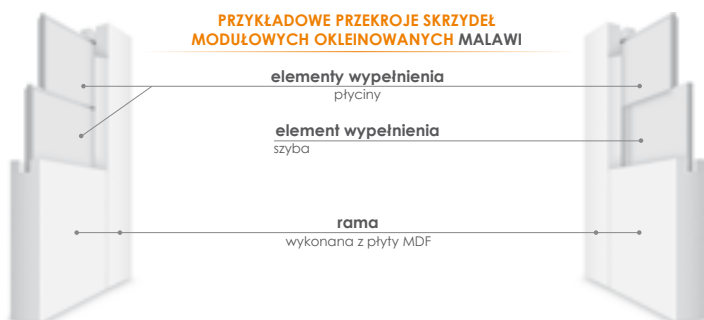 PRZYKŁADOWE PRZEKROJE SKRZYDEŁ
MODUŁOWYCH OKLEINOWANYCH MALAWI
elementy wypełnienia
płyciny
element wypełnienia
szyba
rama
wykonana z płyty MDF